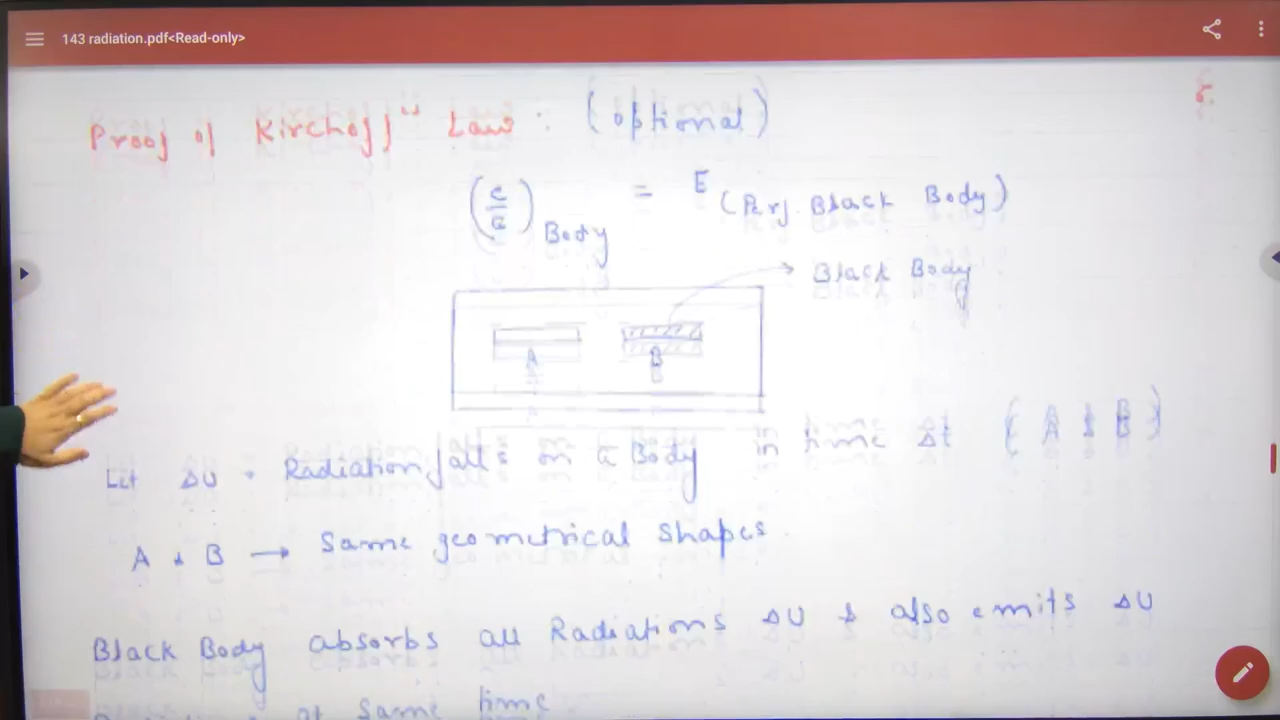 143 radiation.pdf<Read-only>
Proof of Kirchoff's Law : (optional)
(e/a) Body = E (Perf. Black Body)
Black Body
A B
Let ΔU = Radiation falls on a Body in time Δt (A & B)
A & B → Same geometrical shapes.
Black Body absorbs all Radiations ΔU & also emits ΔU
at same time